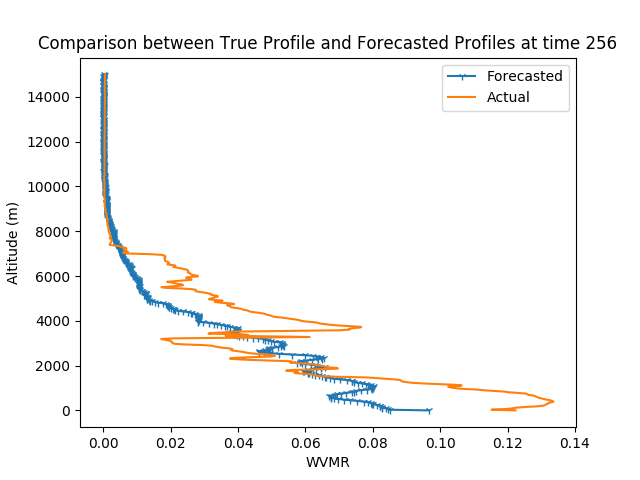 Comparison between True Profile and Forecasted Profiles at time 256
Forecasted
Actual
14000
12000
10000
8000
6000
4000
2000
0
Altitude (m)
0.00 0.02 0.04 0.06 0.08 0.10 0.12 0.14
WVMR